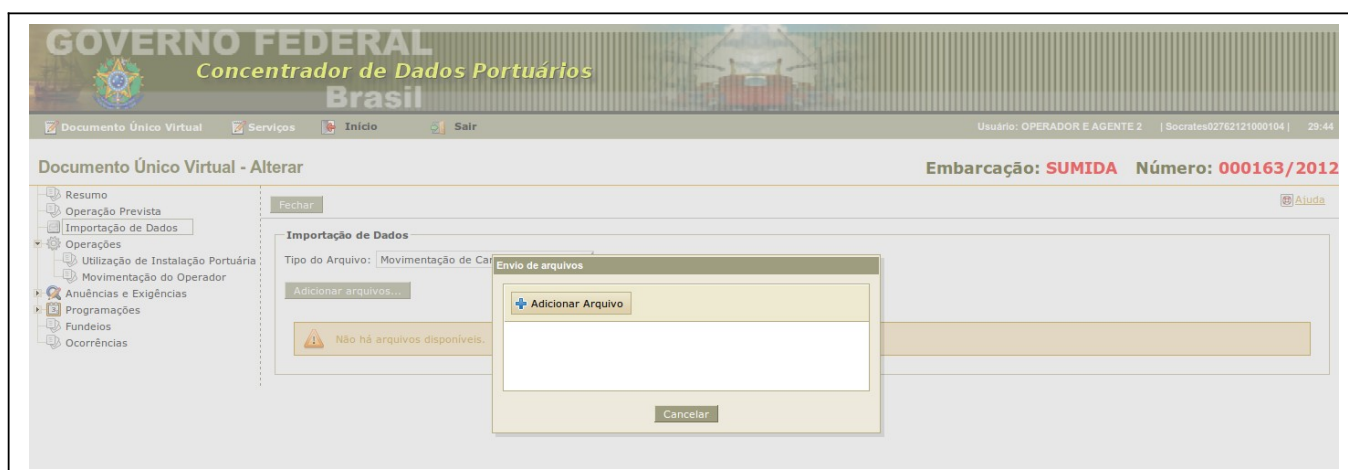 GOVERNO FEDERAL
Concentrador de Dados Portuários
Brasil
Documento Único Virtual Serviços Início Sair Usuário: OPERADOR E AGENTE 2 | Socrates02762121000104 | 29:44
Documento Único Virtual - Alterar Embarcação: SUMIDA Número: 000163/2012
Resumo
Operação Prevista
Importação de Dados
Operações
Utilização de Instalação Portuária
Movimentação do Operador
Anuências e Exigências
Programações
Fundeios
Ocorrências
Fechar Ajuda
Importação de Dados
Tipo do Arquivo: Movimentação de Car
Adicionar arquivos...
Não há arquivos disponíveis.
Envio de arquivos
Adicionar Arquivo
Cancelar